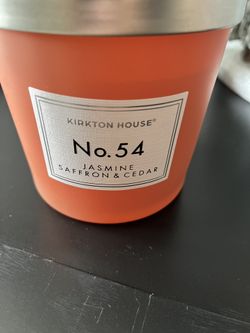 KIRKTON HOUSE®
No. 54
JASMINE
SAFFRON & CEDAR